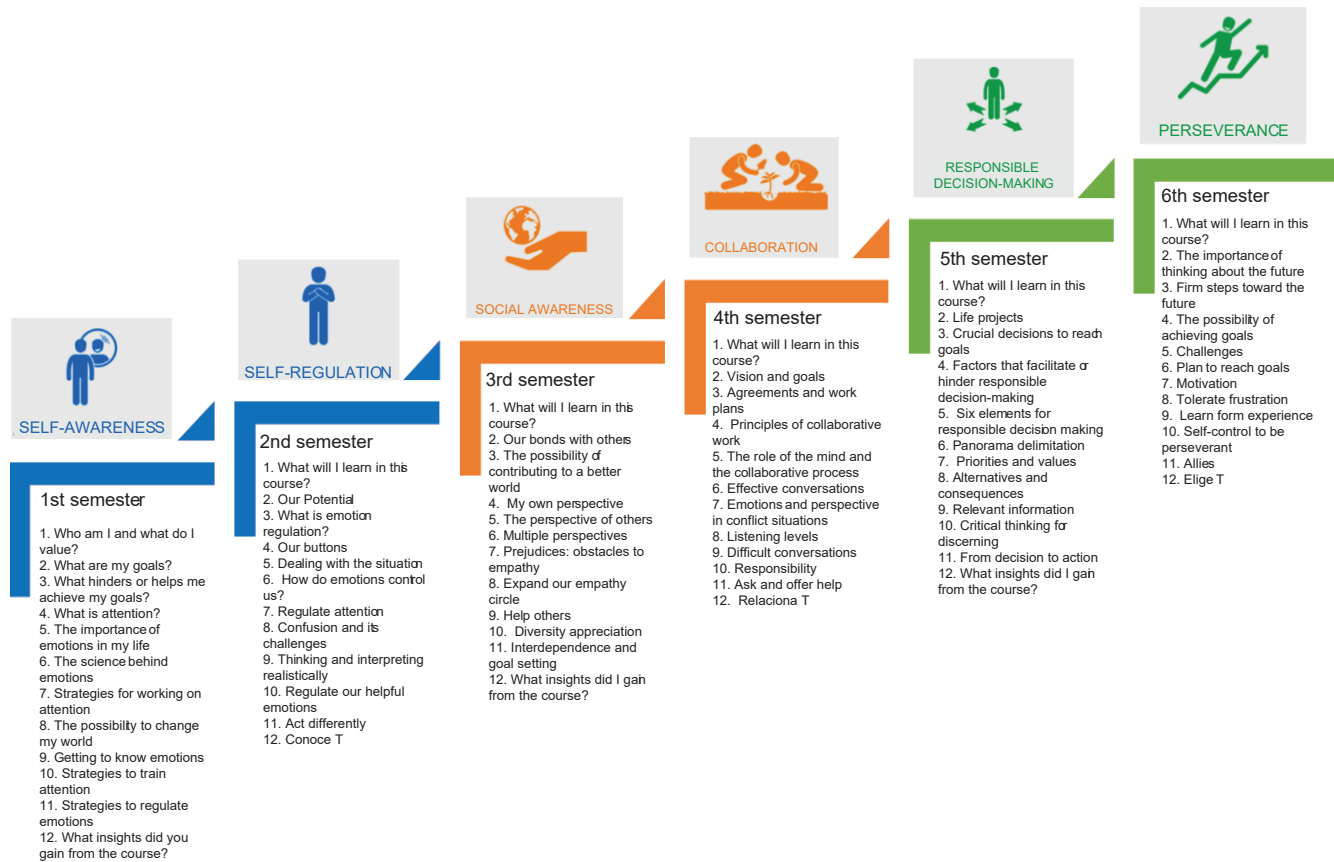 SELF-AWARENESS
1st semester
1. Who am I and what do I
value?
2. What are my goals?
3. What hinders or helps me
achieve my goals?
4. What is attention?
5. The importance of
emotions in my life
6. The science behind
emotions
7. Strategies for working on
attention
8. The possibility to change
my world
9. Getting to know emotions
10. Strategies to train
attention
11. Strategies to regulate
emotions
12. What insights did you
gain from the course?
SELF-REGULATION
2nd semester
1. What will I learn in this
course?
2. Our Potential
3. What is emotion
regulation?
4. Our buttons
5. Dealing with the situation
6. How do emotions control
us?
7. Regulate attention
8. Confusion and its
challenges
9. Thinking and interpreting
realistically
10. Regulate our helpful
emotions
11. Act differently
12. Conoce T
SOCIAL AWARENESS
3rd semester
1. What will I learn in this
course?
2. Our bonds with others
3. The possibility of
contributing to a better
world
4. My own perspective
5. The perspective of others
6. Multiple perspectives
7. Prejudices: obstacles to
empathy
8. Expand our empathy
circle
9. Help others
10. Diversity appreciation
11. Interdependence and
goal setting
12. What insights did I gain
from the course?
COLLABORATION
4th semester
1. What will I learn in this
course?
2. Vision and goals
3. Agreements and work
plans
4. Principles of collaborative
work
5. The role of the mind and
the collaborative process
6. Effective conversations
7. Emotions and perspective
in conflict situations
8. Listening levels
9. Difficult conversations
10. Responsibility
11. Ask and offer help
12. Relaciona T
RESPONSIBLE
DECISION-MAKING
5th semester
1. What will I learn in this
course?
2. Life projects
3. Crucial decisions to reach
goals
4. Factors that facilitate or
hinder responsible
decision-making
5. Six elements for
responsible decision making
6. Panorama delimitation
7. Priorities and values
8. Alternatives and
consequences
9. Relevant information
10. Critical thinking for
discerning
11. From decision to action
12. What insights did I gain
from the course?
PERSEVERANCE
6th semester
1. What will I learn in this
course?
2. The importance of
thinking about the future
3. Firm steps toward the
future
4. The possibility of
achieving goals
5. Challenges
6. Plan to reach goals
7. Motivation
8. Tolerate frustration
9. Learn form experience
10. Self-control to be
perseverant
11. Allies
12. Elige T